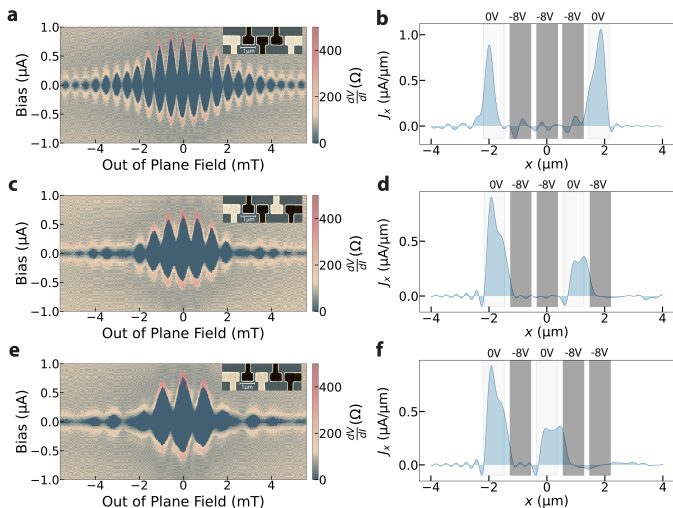 a
Bias (μA)
1.0
0.5
0.0
−0.5
−1.0
−4 −2 0 2 4
Out of Plane Field (mT)
1μm
400
200
0
dV/dI (Ω)
b
0V -8V -8V -8V 0V
Jx (μA/μm)
1.0
0.5
0.0
−4 −2 0 2 4
x (μm)
c
Bias (μA)
1.0
0.5
0.0
−0.5
−1.0
−4 −2 0 2 4
Out of Plane Field (mT)
1μm
400
200
0
dV/dI (Ω)
d
0V -8V -8V 0V -8V
Jx (μA/μm)
0.5
0.0
−4 −2 0 2 4
x (μm)
e
Bias (μA)
1.0
0.5
0.0
−0.5
−1.0
−4 −2 0 2 4
Out of Plane Field (mT)
1μm
400
200
0
dV/dI (Ω)
f
0V -8V 0V -8V -8V
Jx (μA/μm)
0.5
0.0
−4 −2 0 2 4
x (μm)